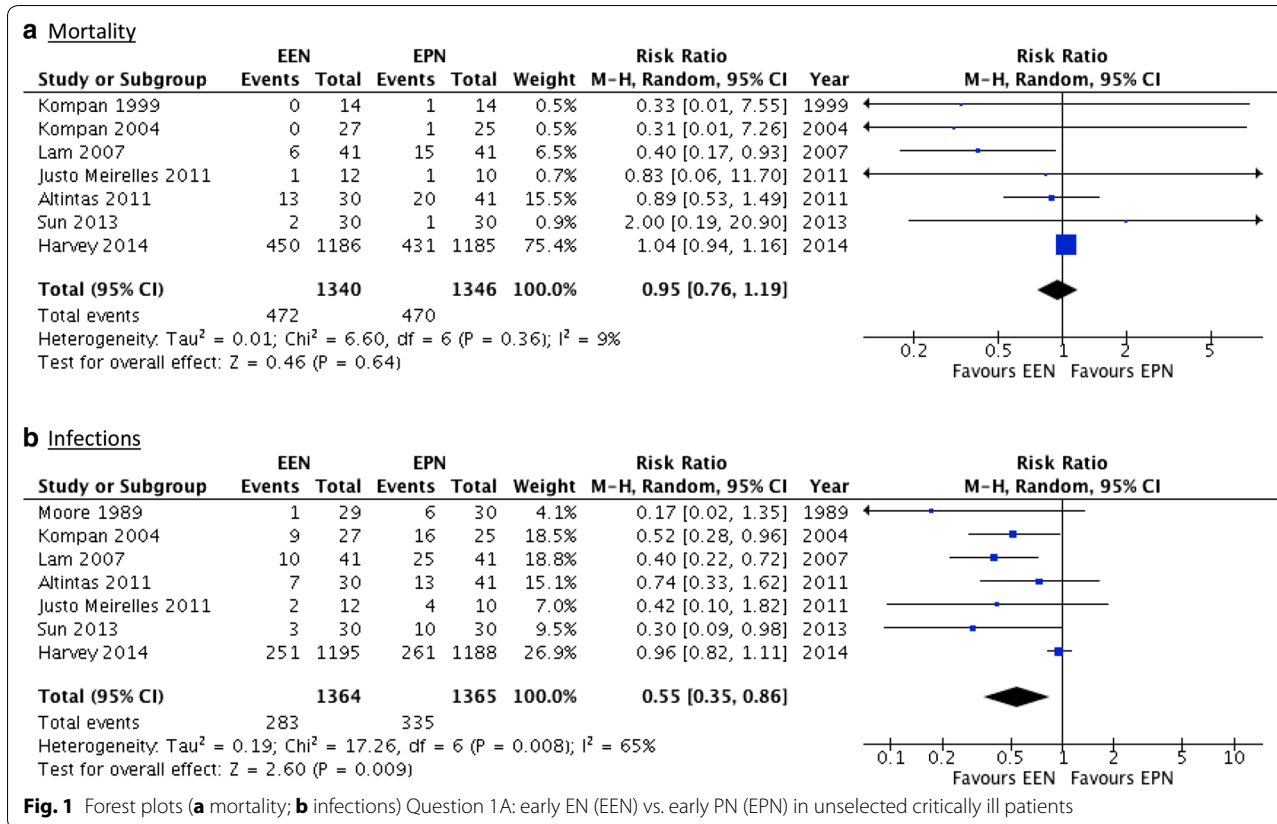 a Mortality
EEN EPN Risk Ratio Risk Ratio
Study or Subgroup Events Total Events Total Weight M-H, Random, 95% CI Year M-H, Random, 95% CI
Kompan 1999 0 14 1 14 0.5% 0.33 [0.01, 7.55] 1999
Kompan 2004 0 27 1 25 0.5% 0.31 [0.01, 7.26] 2004
Lam 2007 6 41 15 41 6.5% 0.40 [0.17, 0.93] 2007
Justo Meirelles 2011 1 12 1 10 0.7% 0.83 [0.06, 11.70] 2011
Altintas 2011 13 30 20 41 15.5% 0.89 [0.53, 1.49] 2011
Sun 2013 2 30 1 30 0.9% 2.00 [0.19, 20.90] 2013
Harvey 2014 450 1186 431 1185 75.4% 1.04 [0.94, 1.16] 2014
Total (95% CI) 1340 1346 100.0% 0.95 [0.76, 1.19]
Total events 472 470
Heterogeneity: Tau² = 0.01; Chi² = 6.60, df = 6 (P = 0.36); I² = 9%
Test for overall effect: Z = 0.46 (P = 0.64)
0.2 0.5 1 2 5
Favours EEN Favours EPN
b Infections
EEN EPN Risk Ratio Risk Ratio
Study or Subgroup Events Total Events Total Weight M-H, Random, 95% CI Year M-H, Random, 95% CI
Moore 1989 1 29 6 30 4.1% 0.17 [0.02, 1.35] 1989
Kompan 2004 9 27 16 25 18.5% 0.52 [0.28, 0.96] 2004
Lam 2007 10 41 25 41 18.8% 0.40 [0.22, 0.72] 2007
Altintas 2011 7 30 13 41 15.1% 0.74 [0.33, 1.62] 2011
Justo Meirelles 2011 2 12 4 10 7.0% 0.42 [0.10, 1.82] 2011
Sun 2013 3 30 10 30 9.5% 0.30 [0.09, 0.98] 2013
Harvey 2014 251 1195 261 1188 26.9% 0.96 [0.82, 1.11] 2014
Total (95% CI) 1364 1365 100.0% 0.55 [0.35, 0.86]
Total events 283 335
Heterogeneity: Tau² = 0.19; Chi² = 17.26, df = 6 (P = 0.008); I² = 65%
Test for overall effect: Z = 2.60 (P = 0.009)
0.1 0.2 0.5 1 2 5 10
Favours EEN Favours EPN
Fig. 1 Forest plots (a mortality; b infections) Question 1A: early EN (EEN) vs. early PN (EPN) in unselected critically ill patients